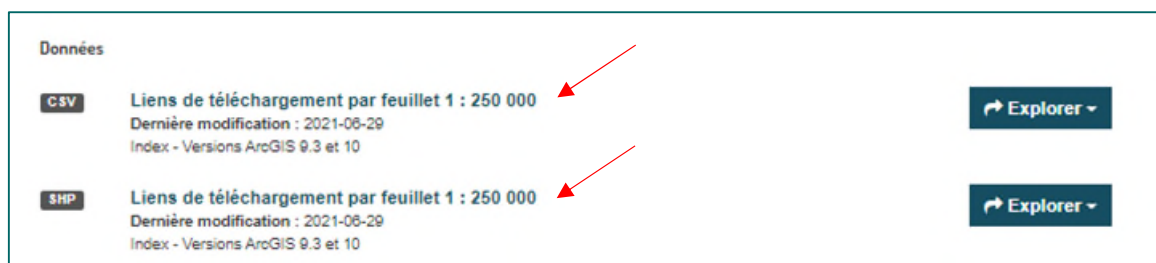 Données
CSV
Liens de téléchargement par feuillet 1 : 250 000
Dernière modification : 2021-06-29
Index - Versions ArcGIS 9.3 et 10
Explorer
SHP
Liens de téléchargement par feuillet 1 : 250 000
Dernière modification : 2021-06-29
Index - Versions ArcGIS 9.3 et 10
Explorer